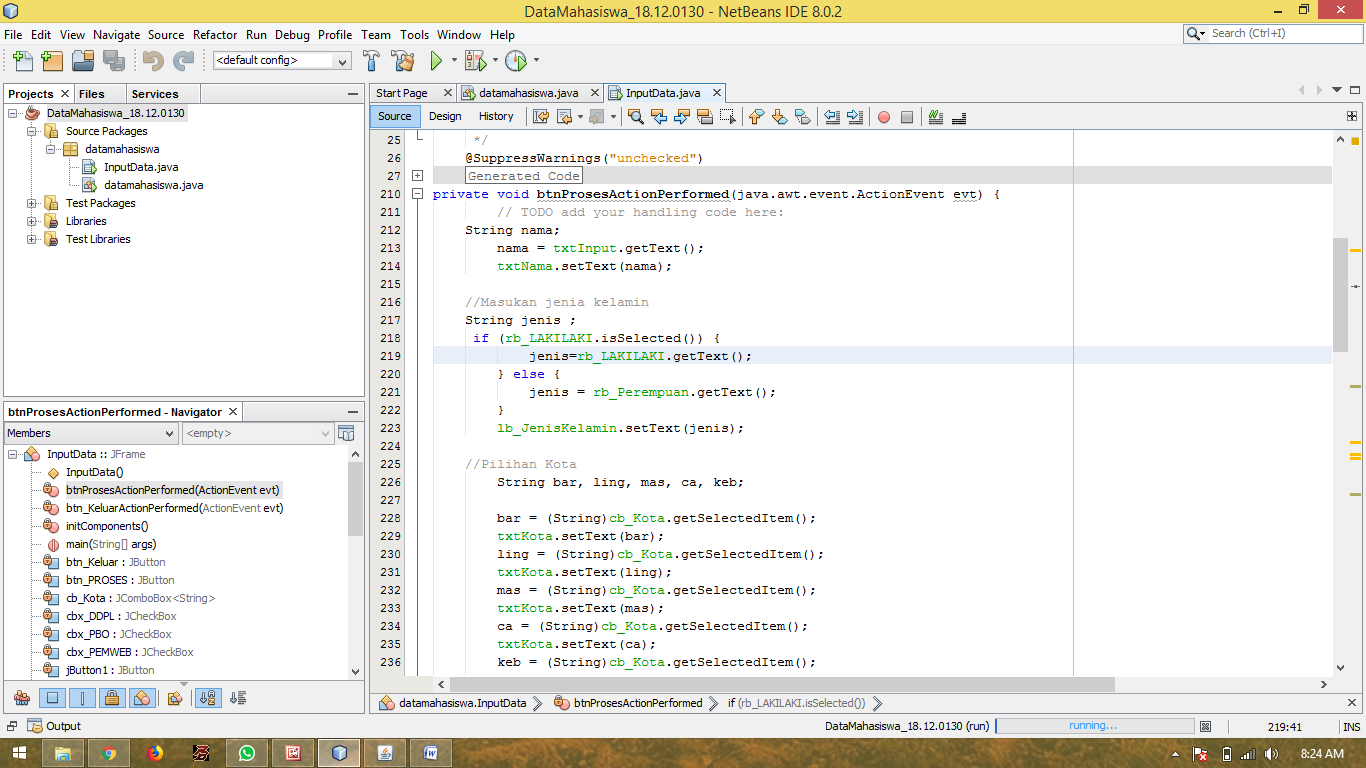 DataMahasiswa_18.12.0130 - NetBeans IDE 8.0.2
File Edit View Navigate Source Refactor Run Debug Profile Team Tools Window Help
Search (Ctrl+I)
<default config>
Projects Files Services
DataMahasiswa_18.12.0130
Source Packages
datamahasiswa
InputData.java
datamahasiswa.java
Test Packages
Libraries
Test Libraries
btnProsesActionPerformed - Navigator
Members <empty>
InputData :: JFrame
InputData()
btnProsesActionPerformed(ActionEvent evt)
btn_KeluarActionPerformed(ActionEvent evt)
initComponents()
main(String[] args)
btn_Keluar : JButton
btn_PROSES : JButton
cb_Kota : JComboBox<String>
cbx_DDPL : JCheckBox
cbx_PBO : JCheckBox
cbx_PEMWEB : JCheckBox
jButton1 : JButton
Start Page datamahasiswa.java InputData.java
Source Design History
25 */
26 @SuppressWarnings("unchecked")
27 Generated Code
210 private void btnProsesActionPerformed(java.awt.event.ActionEvent evt) {
211 // TODO add your handling code here:
212 String nama;
213 nama = txtInput.getText();
214 txtNama.setText(nama);
215
216 //Masukan jenia kelamin
217 String jenis ;
218 if (rb_LAKILAKI.isSelected()) {
219 jenis=rb_LAKILAKI.getText();
220 } else {
221 jenis = rb_Perempuan.getText();
222 }
223 lb_JenisKelamin.setText(jenis);
224
225 //Pilihan Kota
226 String bar, ling, mas, ca, keb;
227
228 bar = (String)cb_Kota.getSelectedItem();
229 txtKota.setText(bar);
230 ling = (String)cb_Kota.getSelectedItem();
231 txtKota.setText(ling);
232 mas = (String)cb_Kota.getSelectedItem();
233 txtKota.setText(mas);
234 ca = (String)cb_Kota.getSelectedItem();
235 txtKota.setText(ca);
236 keb = (String)cb_Kota.getSelectedItem();
datamahasiswa.InputData btnProsesActionPerformed if (rb_LAKILAKI.isSelected())
Output
DataMahasiswa_18.12.0130 (run) running... 219:41 INS
8:24 AM